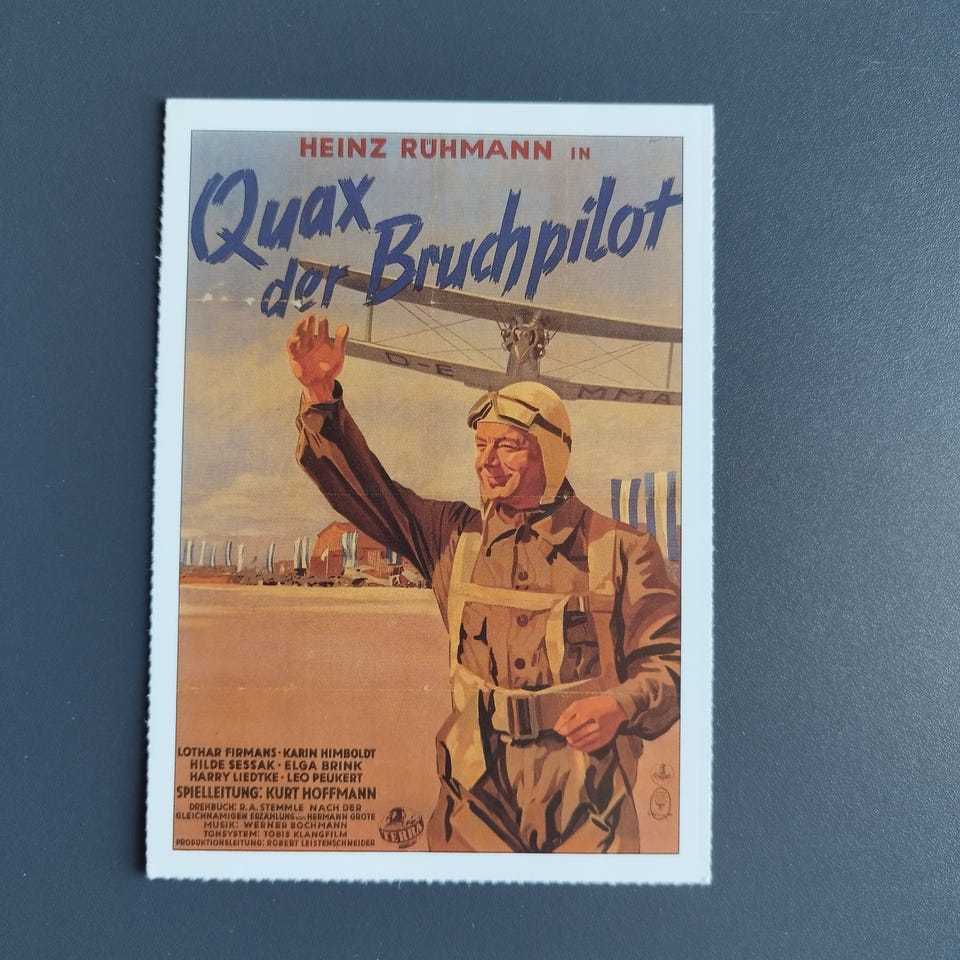 HEINZ RÜHMANN IN
Quax
der Bruchpilot
D-E MMA
LOTHAR FIRMANS · KARIN HIMBOLDT
HILDE SESSAK · ELGA BRINK
HARRY LIEDTKE · LEO PEUKERT
SPIELLEITUNG: KURT HOFFMANN
DREHBUCH: R.A. STEMMLE NACH DER
GLEICHNAMIGEN ERZÄHLUNG VON HERMANN GROTE
MUSIK: WERNER BOCHMANN
TONSYSTEM: TOBIS KLANGFILM
PRODUKTIONSLEITUNG: ROBERT LEISTENSCHNEIDER
TERRA